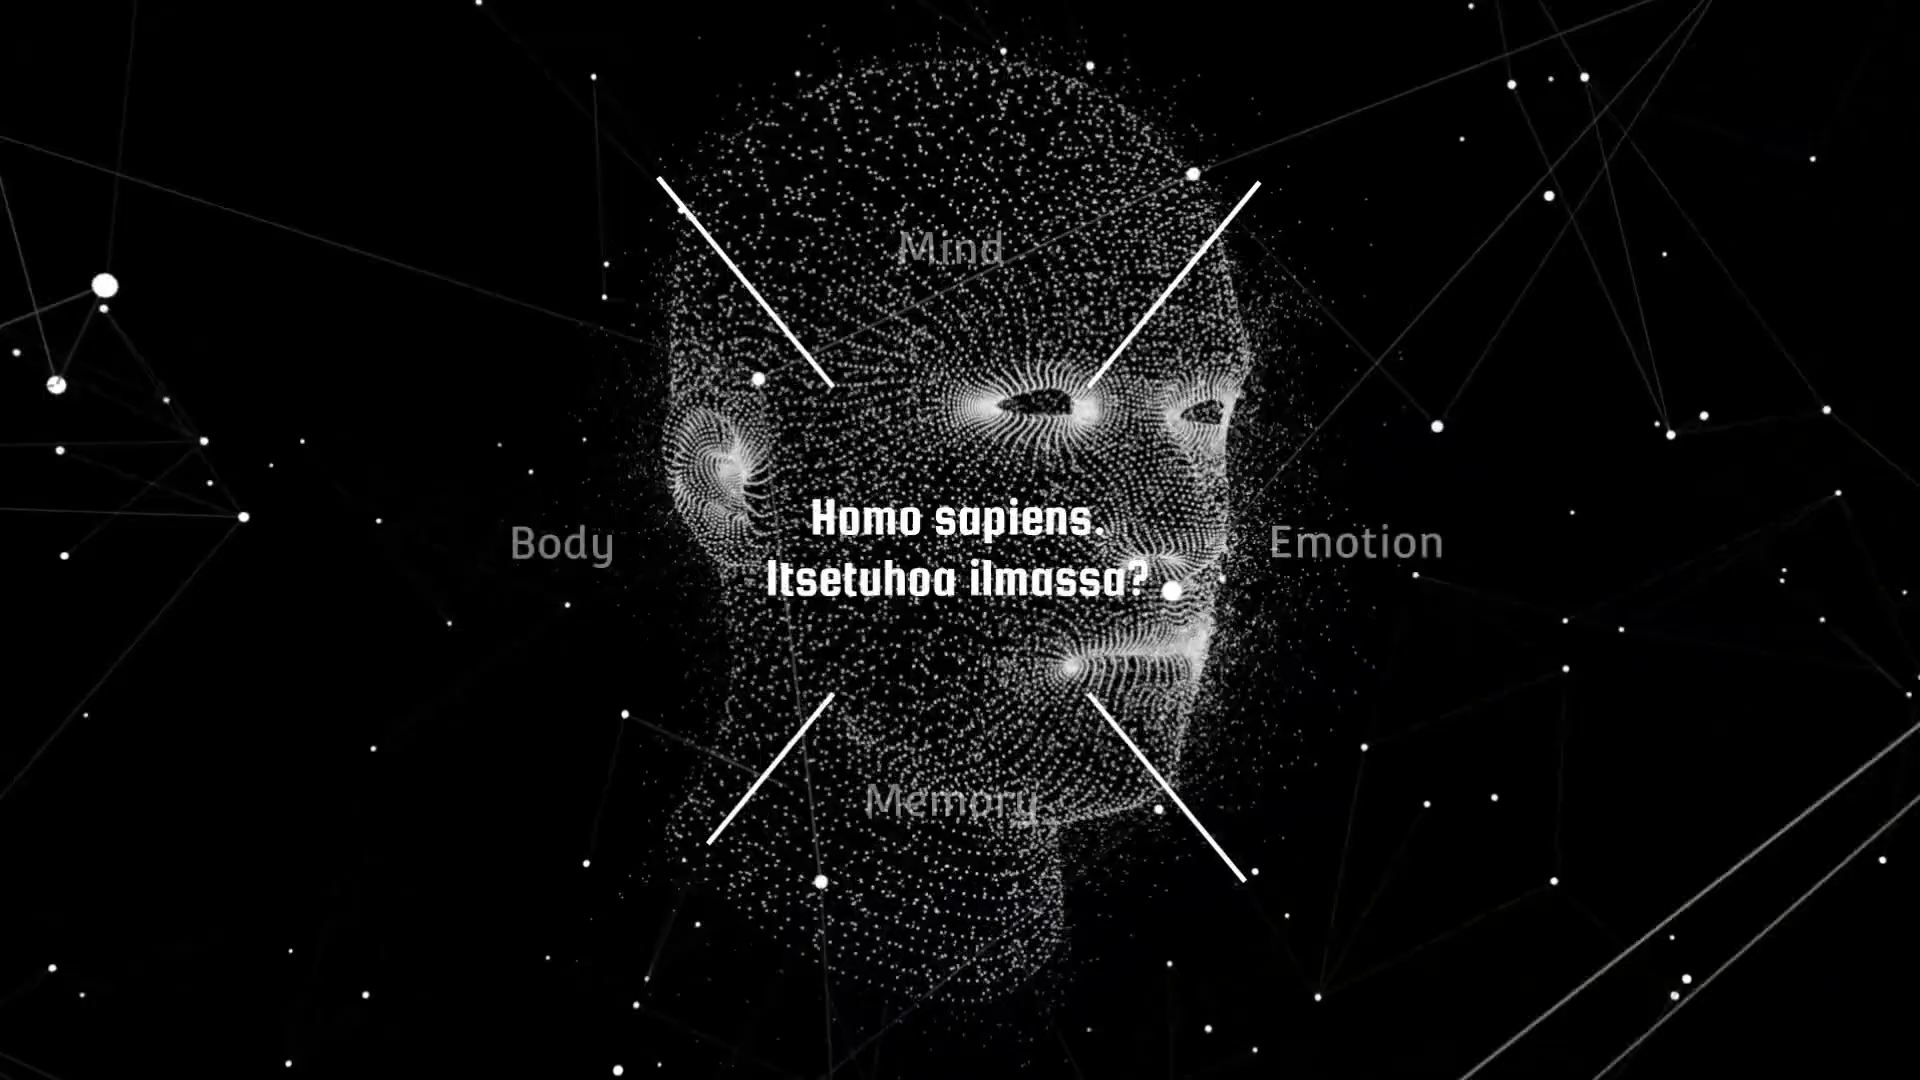 Mind
Homo sapiens.
Itsetuhoa ilmassa?
Body
Emotion
Memory